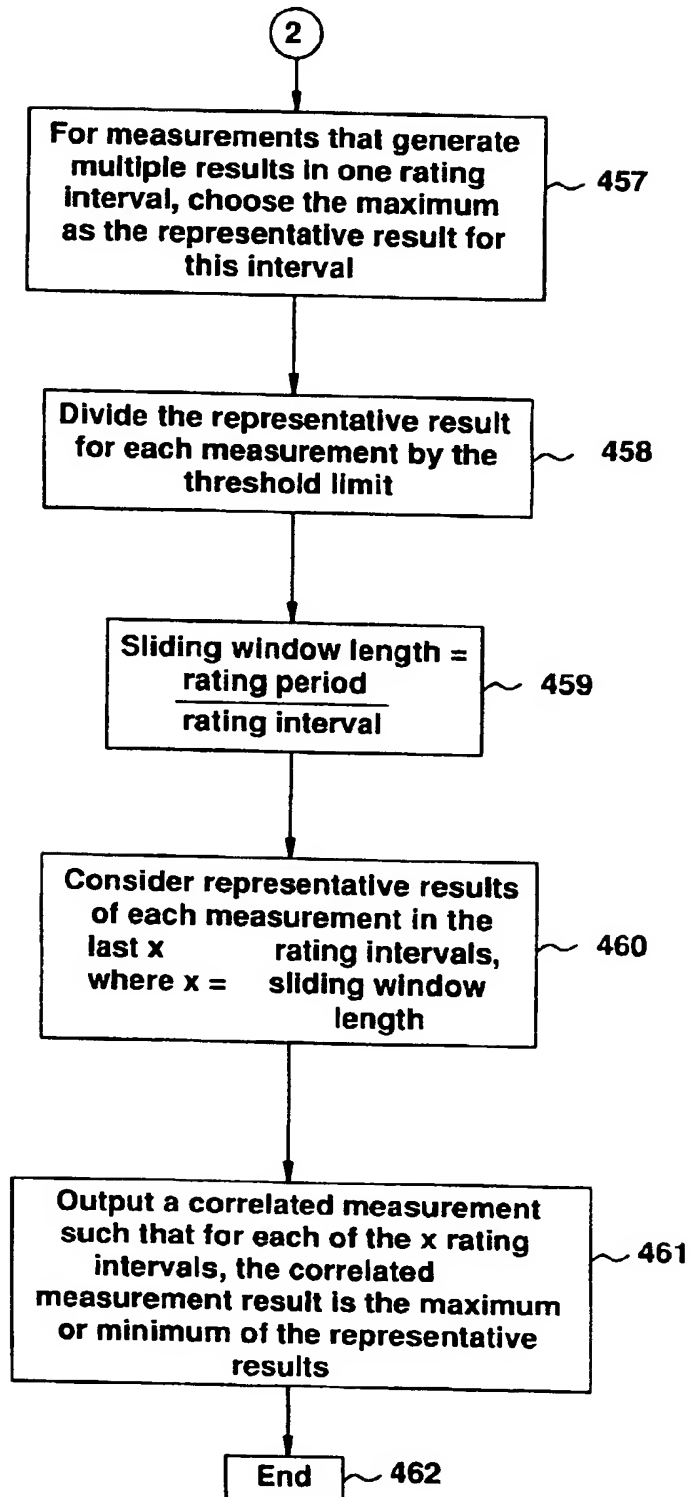 2
For measurements that generate
multiple results in one rating
interval, choose the maximum
as the representative result for
this interval
457
Divide the representative result
for each measurement by the
threshold limit
458
Sliding window length =
rating period
rating interval
459
Consider representative results
of each measurement in the
last x rating intervals,
where x = sliding window
length
460
Output a correlated measurement
such that for each of the x rating
intervals, the correlated
measurement result is the maximum
or minimum of the representative
results
461
End
462